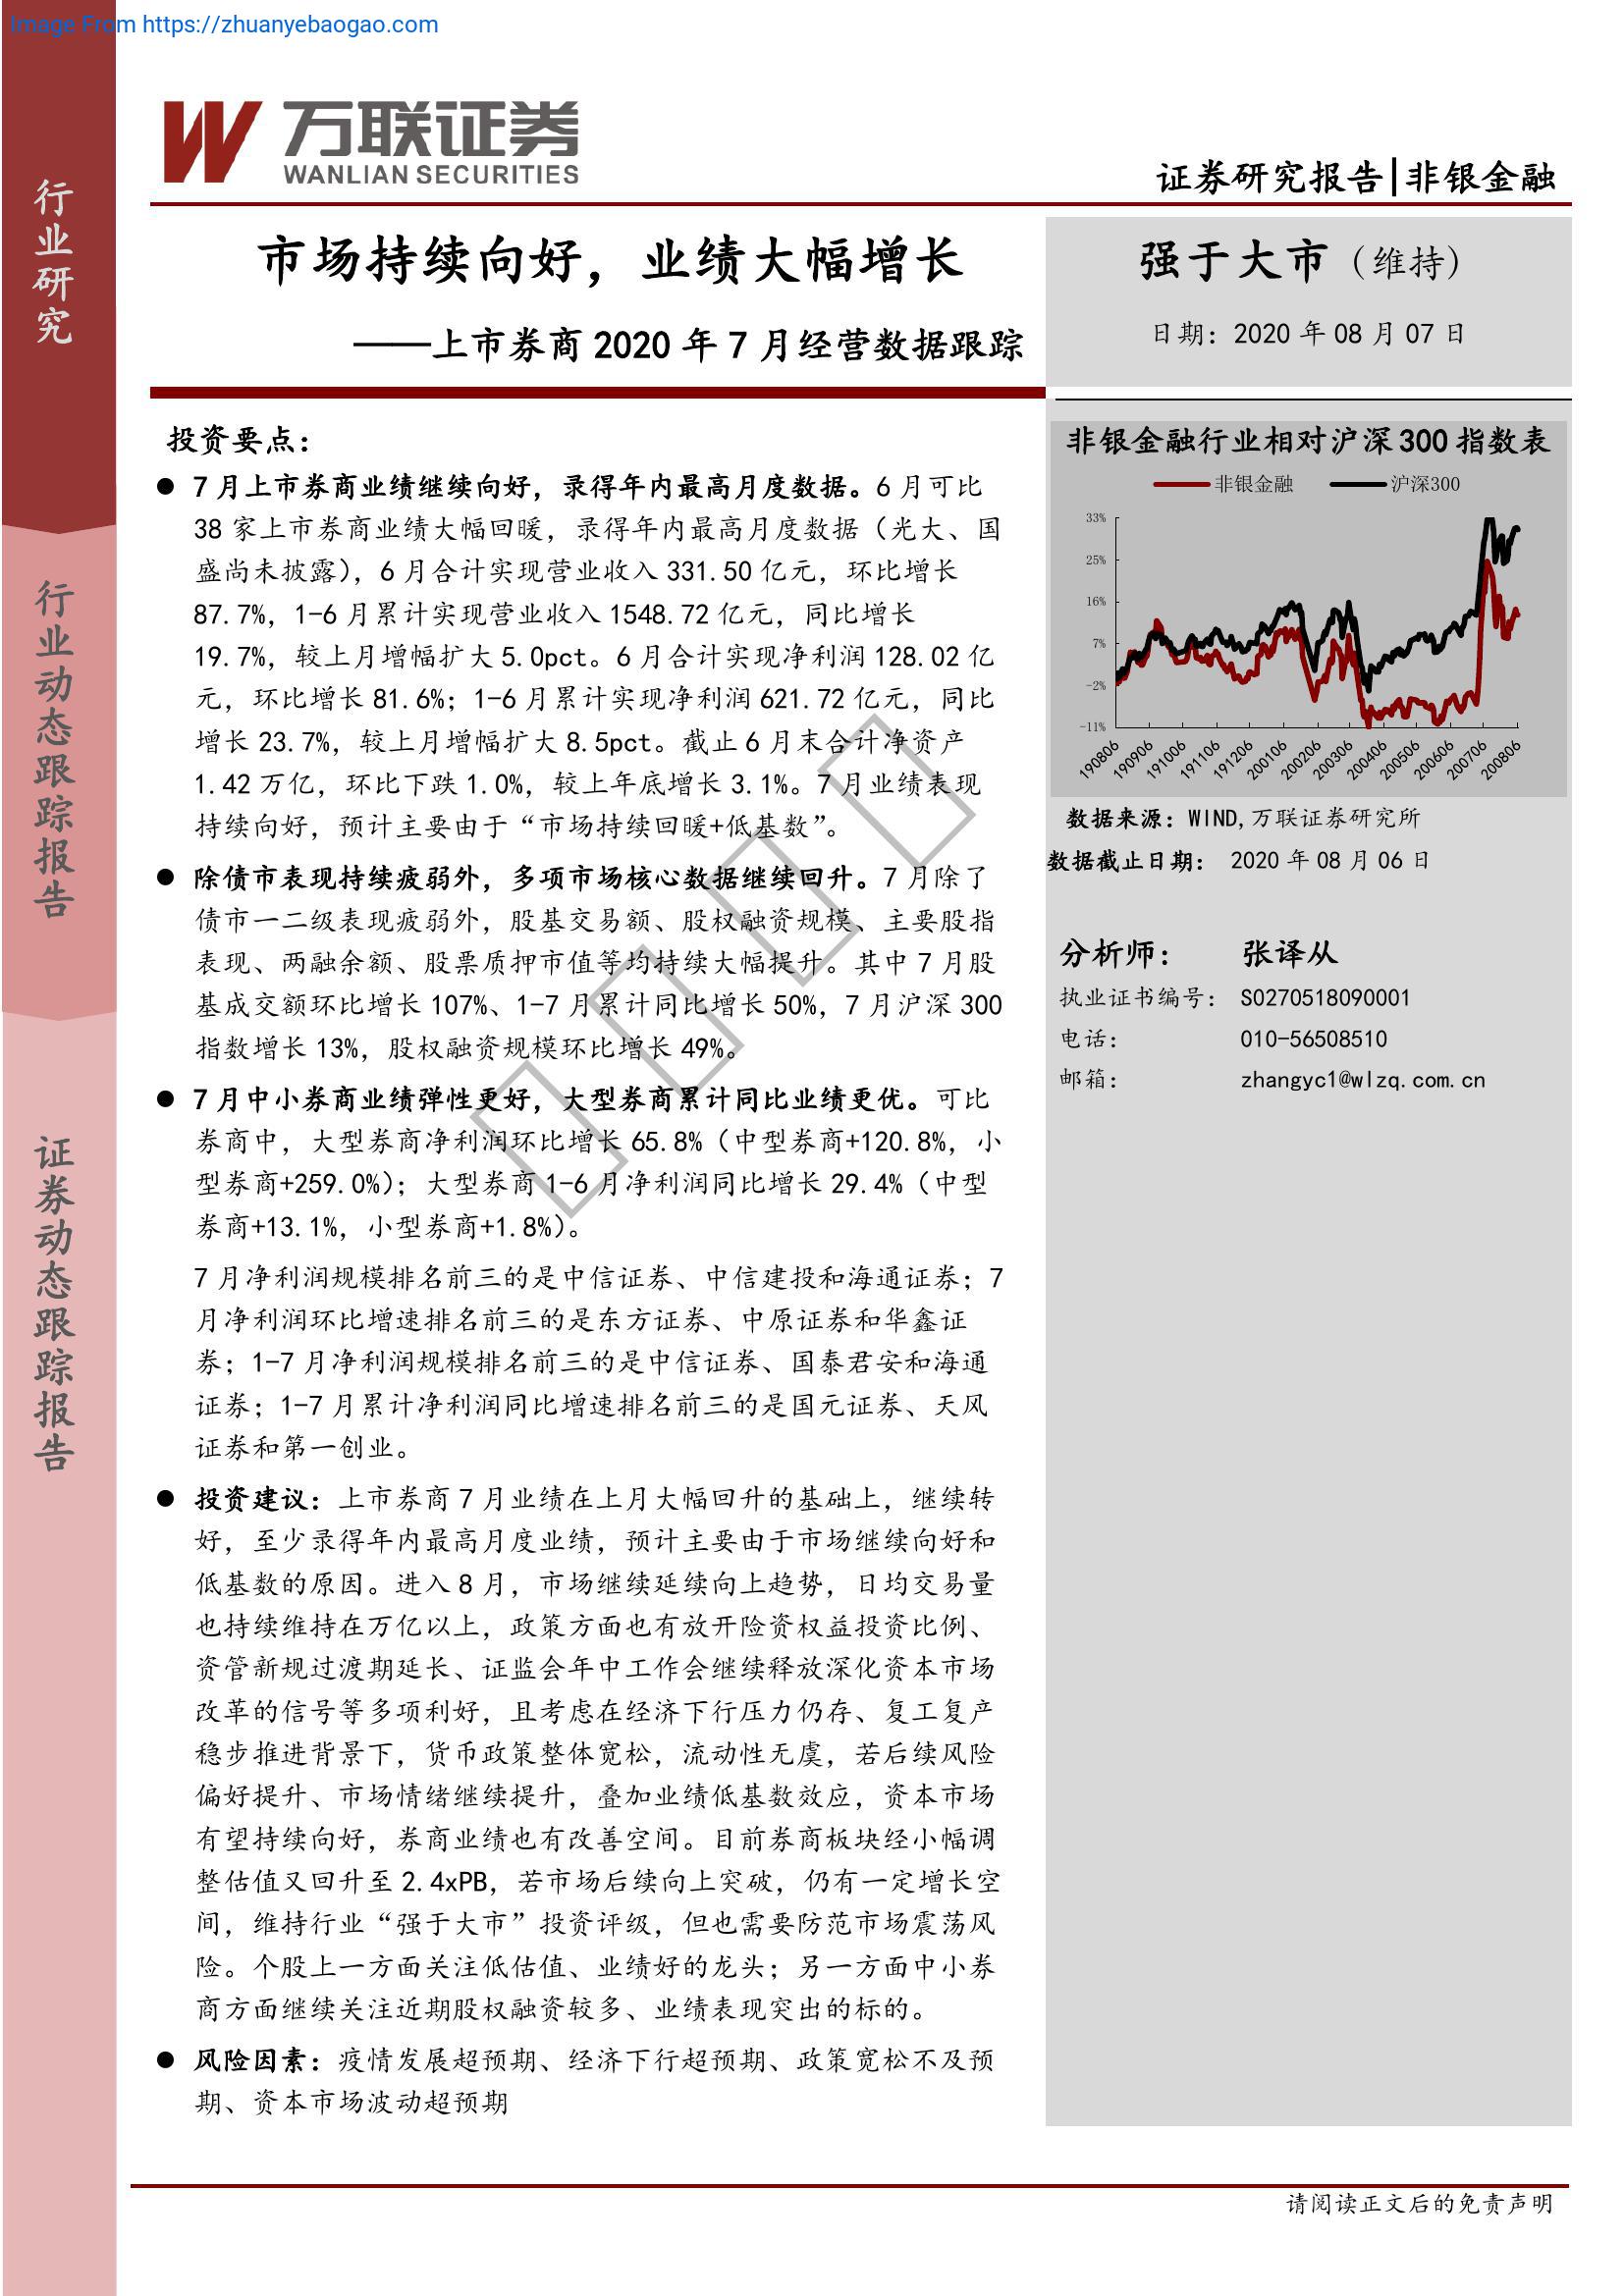 Image From https://zhuanyebaogao.com
万联证券
WANLIAN SECURITIES
证券研究报告|非银金融
行业研究
行业动态跟踪报告
证券动态跟踪报告
市场持续向好，业绩大幅增长
——上市券商 2020 年 7 月经营数据跟踪
强于大市（维持）
日期：2020 年 08 月 07 日
投资要点：
● 7 月上市券商业绩继续向好，录得年内最高月度数据。6 月可比
38 家上市券商业绩大幅回暖，录得年内最高月度数据（光大、国
盛尚未披露），6 月合计实现营业收入 331.50 亿元，环比增长
87.7%，1-6 月累计实现营业收入 1548.72 亿元，同比增长
19.7%，较上月增幅扩大 5.0pct。6 月合计实现净利润 128.02 亿
元，环比增长 81.6%；1-6 月累计实现净利润 621.72 亿元，同比
增长 23.7%，较上月增幅扩大 8.5pct。截止 6 月末合计净资产
1.42 万亿，环比下跌 1.0%，较上年底增长 3.1%。7 月业绩表现
持续向好，预计主要由于“市场持续回暖+低基数”。
● 除债市表现持续疲弱外，多项市场核心数据继续回升。7 月除了
债市一二级表现疲弱外，股基交易额、股权融资规模、主要股指
表现、两融余额、股票质押市值等均持续大幅提升。其中 7 月股
基成交额环比增长 107%、1-7 月累计同比增长 50%，7 月沪深 300
指数增长 13%，股权融资规模环比增长 49%。
● 7 月中小券商业绩弹性更好，大型券商累计同比业绩更优。可比
券商中，大型券商净利润环比增长 65.8%（中型券商+120.8%，小
型券商+259.0%）；大型券商 1-6 月净利润同比增长 29.4%（中型
券商+13.1%，小型券商+1.8%）。
7 月净利润规模排名前三的是中信证券、中信建投和海通证券；7
月净利润环比增速排名前三的是东方证券、中原证券和华鑫证
券；1-7 月净利润规模排名前三的是中信证券、国泰君安和海通
证券；1-7 月累计净利润同比增速排名前三的是国元证券、天风
证券和第一创业。
● 投资建议：上市券商 7 月业绩在上月大幅回升的基础上，继续转
好，至少录得年内最高月度业绩，预计主要由于市场继续向好和
低基数的原因。进入 8 月，市场继续延续向上趋势，日均交易量
也持续维持在万亿以上，政策方面也有放开险资权益投资比例、
资管新规过渡期延长、证监会年中工作会继续释放深化资本市场
改革的信号等多项利好，且考虑在经济下行压力仍存、复工复产
稳步推进背景下，货币政策整体宽松，流动性无虞，若后续风险
偏好提升、市场情绪继续提升，叠加业绩低基数效应，资本市场
有望持续向好，券商业绩也有改善空间。目前券商板块经小幅调
整估值又回升至 2.4xPB，若市场后续向上突破，仍有一定增长空
间，维持行业“强于大市”投资评级，但也需要防范市场震荡风
险。个股上一方面关注低估值、业绩好的龙头；另一方面中小券
商方面继续关注近期股权融资较多、业绩表现突出的标的。
● 风险因素：疫情发展超预期、经济下行超预期、政策宽松不及预
期、资本市场波动超预期
非银金融行业相对沪深 300 指数表
非银金融 沪深300
33%
25%
16%
7%
-2%
-11%
190806 190906 191006 191106 191206 200106 200206 200306 200406 200506 200606 200706 200806
数据来源：WIND,万联证券研究所
数据截止日期： 2020 年 08 月 06 日
分析师： 张译从
执业证书编号： S0270518090001
电话： 010-56508510
邮箱： zhangyc1@wlzq.com.cn
请阅读正文后的免责声明